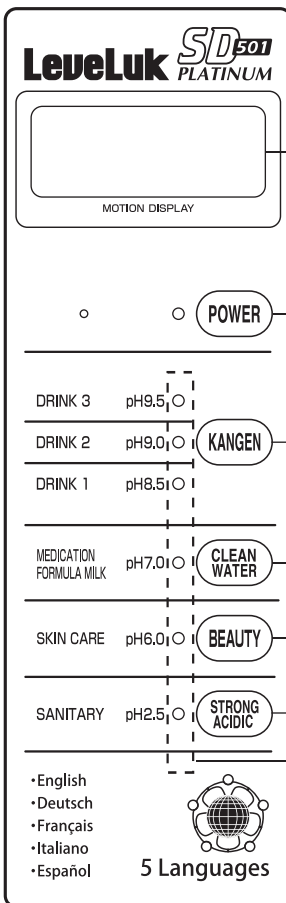 LeveLuk SD501
PLATINUM
MOTION DISPLAY
POWER
DRINK 3 pH9.5
DRINK 2 pH9.0 KANGEN
DRINK 1 pH8.5
MEDICATION
FORMULA MILK pH7.0 CLEAN
WATER
SKIN CARE pH6.0 BEAUTY
SANITARY pH2.5 STRONG
ACIDIC
•English
•Deutsch
•Français
•Italiano
•Español
5 Languages